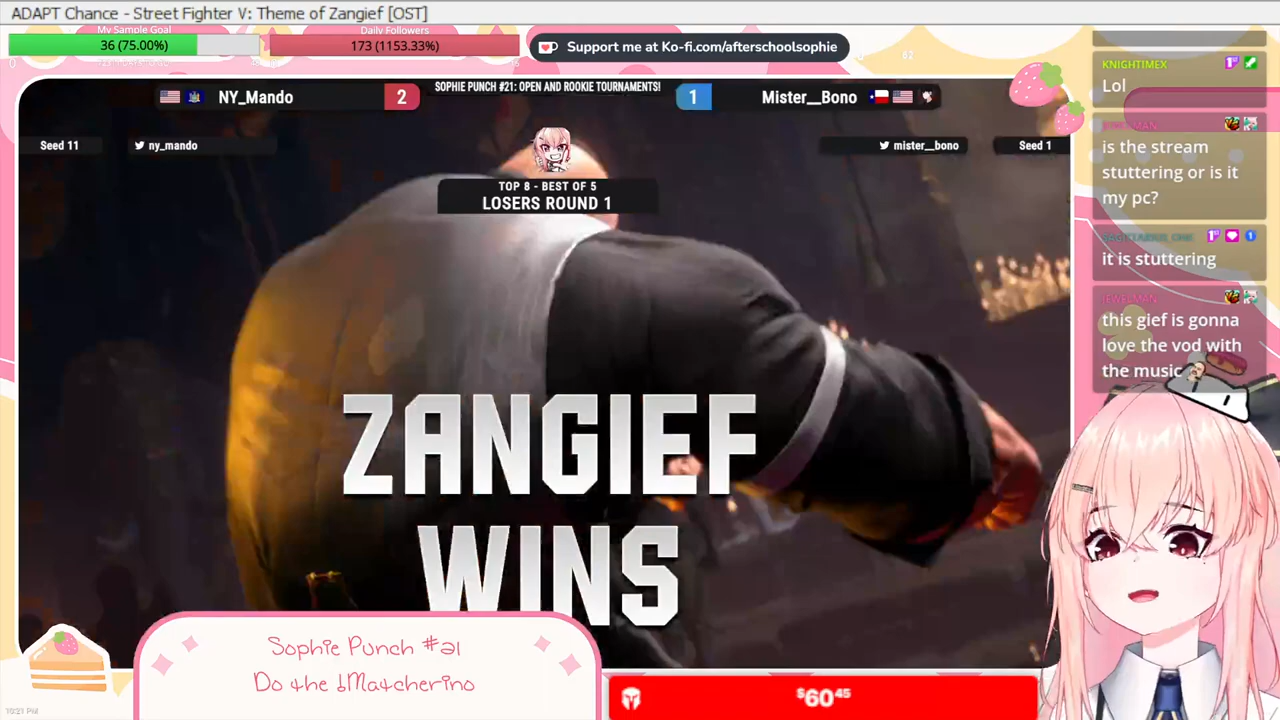 ADAPT Chance - Street Fighter V: Theme of Zangief [OST]
My Sample Goal
36 (75.00%)
Daily Followers
173 (1153.33%)
Support me at Ko-fi.com/afterschoolsophie
NY_Mando
2
SOPHIE PUNCH #21: OPEN AND ROOKIE TOURNAMENTS!
1
Mister__Bono
Seed 11
ny_mando
mister__bono
Seed 1
TOP 8 - BEST OF 5
LOSERS ROUND 1
ZANGIEF
WINS
KNIGHTIMEX
Lol
is the stream
stuttering or is it
my pc?
it is stuttering
this gief is gonna
love the vod with
the music
Sophie Punch #21
Do the !Matcherino
$60.45
10:21 PM